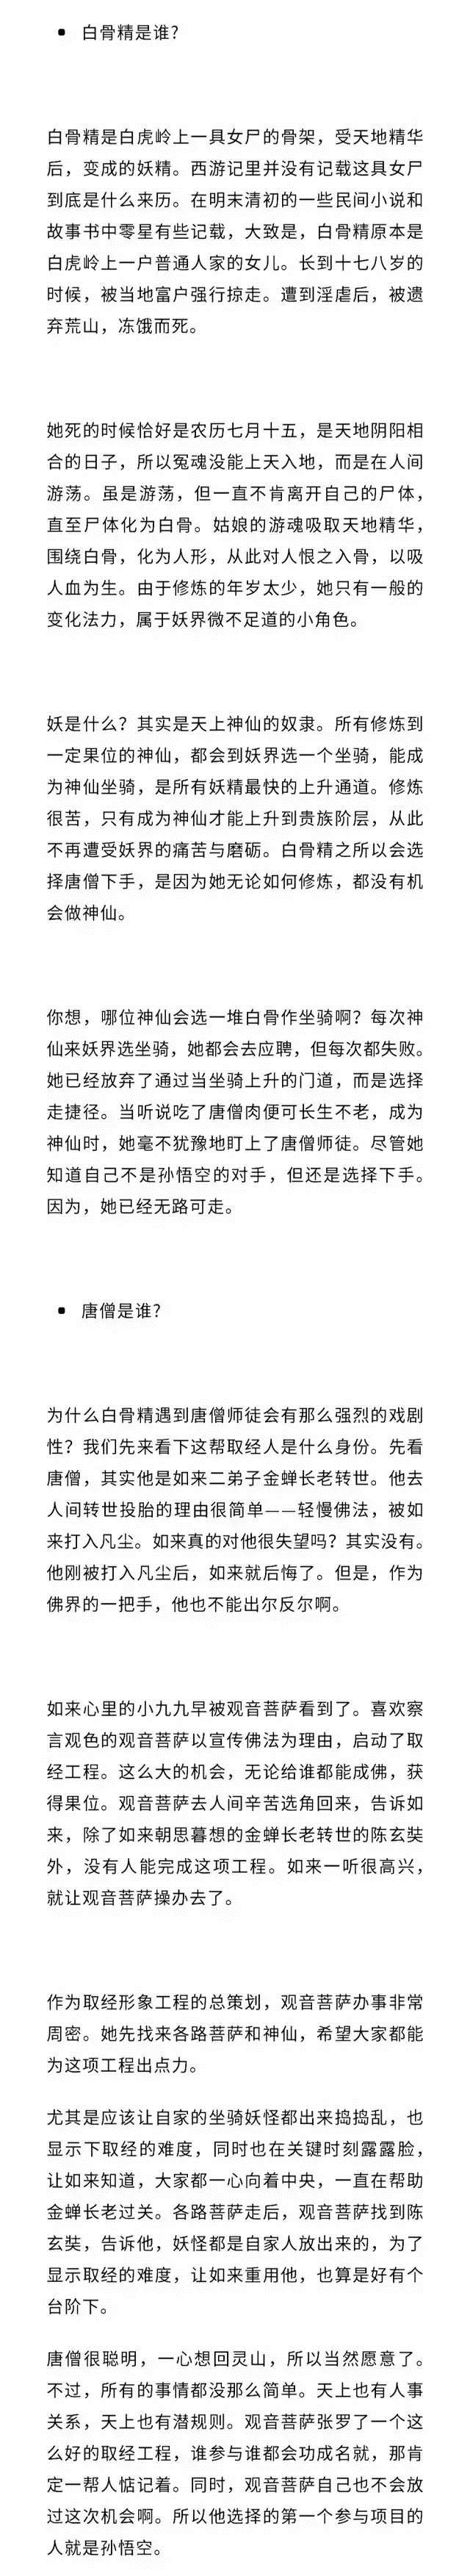 • 白骨精是谁?
白骨精是白虎岭上一具女尸的骨架，受天地精华
后，变成的妖精。西游记里并没有记载这具女尸
到底是什么来历。在明末清初的一些民间小说和
故事书中零星有些记载，大致是，白骨精原本是
白虎岭上一户普通人家的女儿。长到十七八岁的
时候，被当地富户强行掠走。遭到淫虐后，被遗
弃荒山，冻饿而死。
她死的时候恰好是农历七月十五，是天地阴阳相
合的日子，所以冤魂没能上天入地，而是在人间
游荡。虽是游荡，但一直不肯离开自己的尸体，
直至尸体化为白骨。姑娘的游魂吸取天地精华，
围绕白骨，化为人形，从此对人恨之入骨，以吸
人血为生。由于修炼的年岁太少，她只有一般的
变化法力，属于妖界微不足道的小角色。
妖是什么？其实是天上神仙的奴隶。所有修炼到
一定果位的神仙，都会到妖界选一个坐骑，能成
为神仙坐骑，是所有妖精最快的上升通道。修炼
很苦，只有成为神仙才能上升到贵族阶层，从此
不再遭受妖界的痛苦与磨砺。白骨精之所以会选
择唐僧下手，是因为她无论如何修炼，都没有机
会做神仙。
你想，哪位神仙会选一堆白骨作坐骑啊？每次神
仙来妖界选坐骑，她都会去应聘，但每次都失败。
她已经放弃了通过当坐骑上升的门道，而是选择
走捷径。当听说吃了唐僧肉便可长生不老，成为
神仙时，她毫不犹豫地盯上了唐僧师徒。尽管她
知道自己不是孙悟空的对手，但还是选择下手。
因为，她已经无路可走。
• 唐僧是谁?
为什么白骨精遇到唐僧师徒会有那么强烈的戏剧
性？我们先来看下这帮取经人是什么身份。先看
唐僧，其实他是如来二弟子金蝉长老转世。他去
人间转世投胎的理由很简单——轻慢佛法，被如
来打入凡尘。如来真的对他很失望吗？其实没有。
他刚被打入凡尘后，如来就后悔了。但是，作为
佛界的一把手，他也不能出尔反尔啊。
如来心里的小九九早被观音菩萨看到了。喜欢察
言观色的观音菩萨以宣传佛法为理由，启动了取
经工程。这么大的机会，无论给谁都能成佛，获
得果位。观音菩萨去人间辛苦选角回来，告诉如
来，除了如来朝思暮想的金蝉长老转世的陈玄奘
外，没有人能完成这项工程。如来一听很高兴，
就让观音菩萨操办去了。
作为取经形象工程的总策划，观音菩萨办事非常
周密。她先找来各路菩萨和神仙，希望大家都能
为这项工程出点力。
尤其是应该让自家的坐骑妖怪都出来捣捣乱，也
显示下取经的难度，同时也在关键时刻露露脸，
让如来知道，大家都一心向着中央，一直在帮助
金蝉长老过关。各路菩萨走后，观音菩萨找到陈
玄奘，告诉他，妖怪都是自家人放出来的，为了
显示取经的难度，让如来重用他，也算是好有个
台阶下。
唐僧很聪明，一心想回灵山，所以当然愿意了。
不过，所有的事情都没那么简单。天上也有人事
关系，天上也有潜规则。观音菩萨张罗了一个这
么好的取经工程，谁参与谁都会功成名就，那肯
定一帮人惦记着。同时，观音菩萨自己也不会放
过这次机会啊。所以他选择的第一个参与项目的
人就是孙悟空。